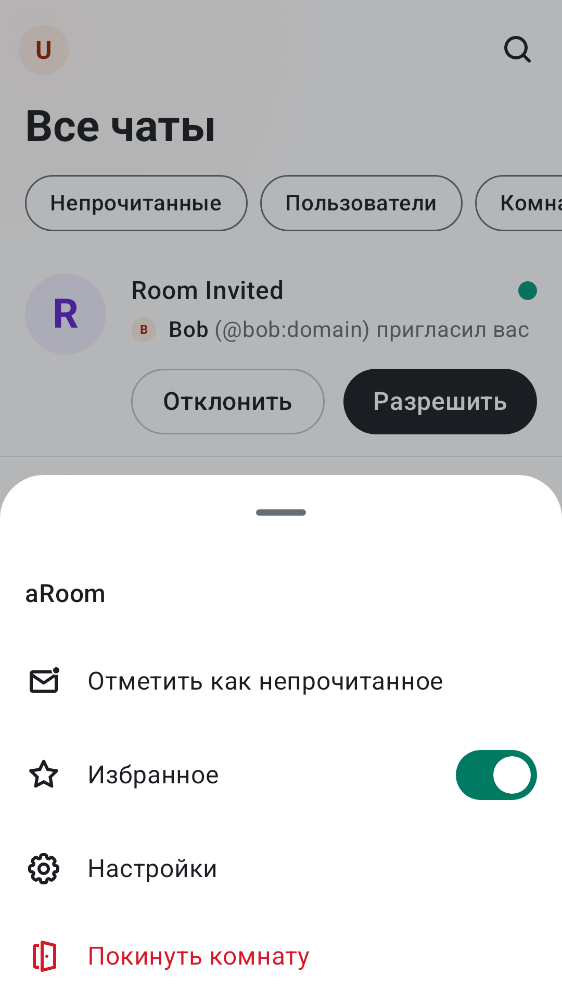 U
Все чаты
Непрочитанные Пользователи Комна
R
Room Invited
B Bob (@bob:domain) пригласил вас
Отклонить Разрешить
aRoom
Отметить как непрочитанное
Избранное
Настройки
Покинуть комнату